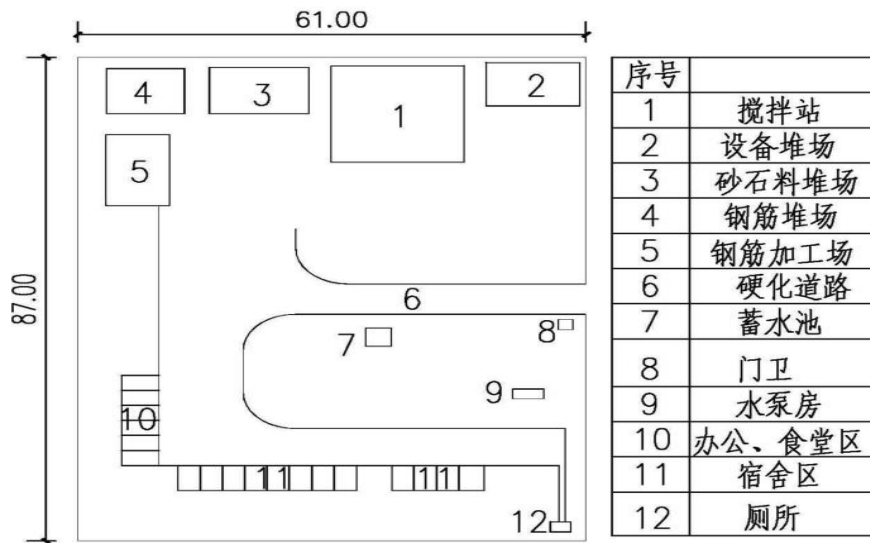 61.00
87.00
4
3
1
2
5
6
7
8
9
10
11
11
12
序号
1 搅拌站
2 设备堆场
3 砂石料堆场
4 钢筋堆场
5 钢筋加工场
6 硬化道路
7 蓄水池
8 门卫
9 水泵房
10 办公、食堂区
11 宿舍区
12 厕所